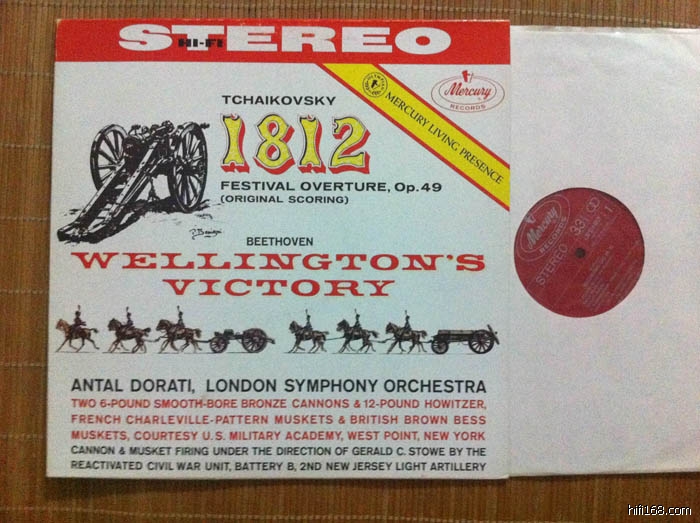 STEREO
HI-FI
MERCURY LIVING PRESENCE
Mercury
RECORDS
TCHAIKOVSKY
1812
FESTIVAL OVERTURE, Op.49
(ORIGINAL SCORING)
BEETHOVEN
WELLINGTON'S
VICTORY
ANTAL DORATI, LONDON SYMPHONY ORCHESTRA
TWO 6-POUND SMOOTH-BORE BRONZE CANNONS & 12-POUND HOWITZER,
FRENCH CHARLEVILLE-PATTERN MUSKETS & BRITISH BROWN BESS
MUSKETS, COURTESY U.S. MILITARY ACADEMY, WEST POINT, NEW YORK
CANNON & MUSKET FIRING UNDER THE DIRECTION OF GERALD C. STOWE BY THE
REACTIVATED CIVIL WAR UNIT, BATTERY B, 2ND NEW JERSEY LIGHT ARTILLERY
Mercury
RECORDS
STEREO
33
1
hifi168.com